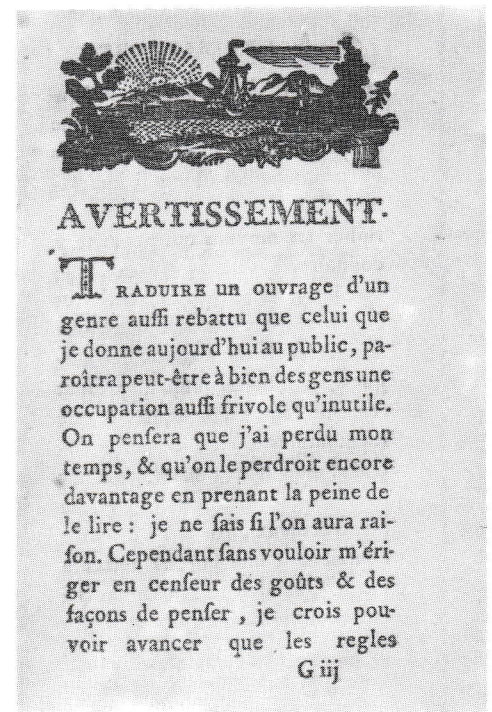 AVERTISSEMENT.
TRADUIRE un ouvrage d'un
genre auſſi rebattu que celui que
je donne aujourd'hui au public, pa-
roîtra peut-être à bien des gens une
occupation auſſi frivole qu'inutile.
On penſera que j'ai perdu mon
temps, & qu'on le perdroit encore
davantage en prenant la peine de
le lire : je ne ſais ſi l'on aura rai-
ſon. Cependant ſans vouloir m'éri-
ger en cenſeur des goûts & des
façons de penſer, je crois pou-
voir avancer que les regles
G iij